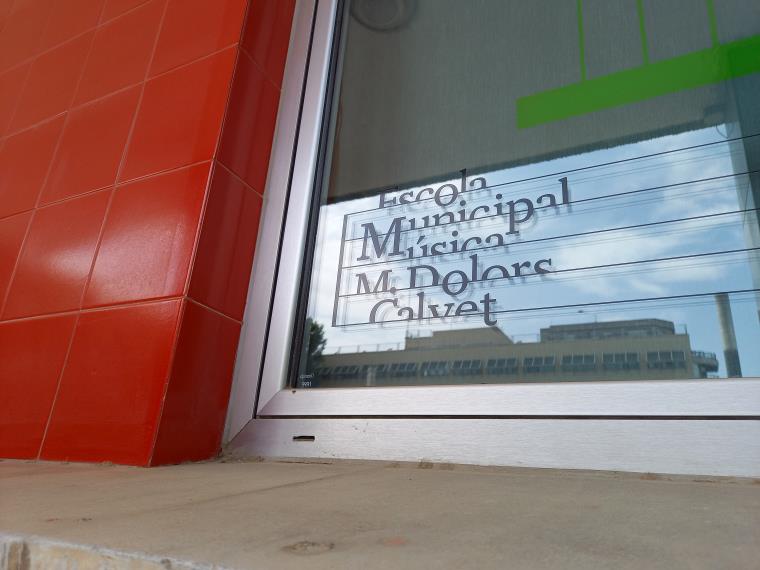 Escola
Municipal
Música
M. Dolors
Calvet